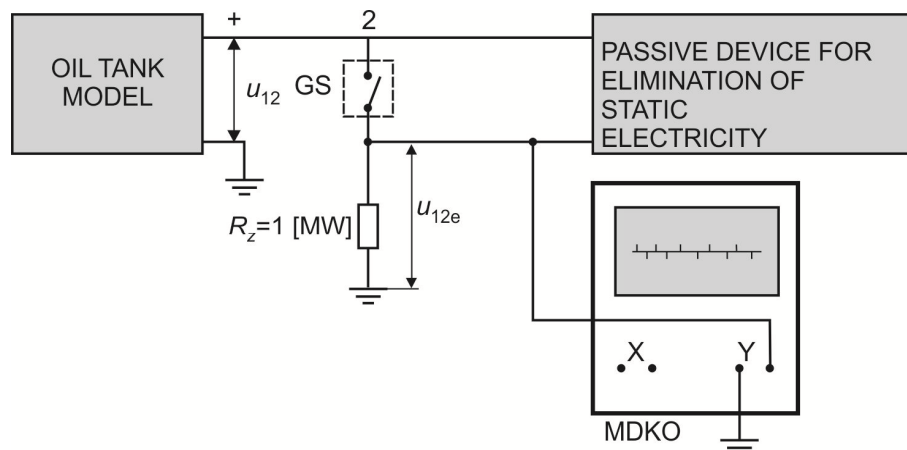 OIL TANK
MODEL
+
u12
2
GS
PASSIVE DEVICE FOR
ELIMINATION OF
STATIC
ELECTRICITY
Rz=1 [MW]
u12e
X
Y
MDKO